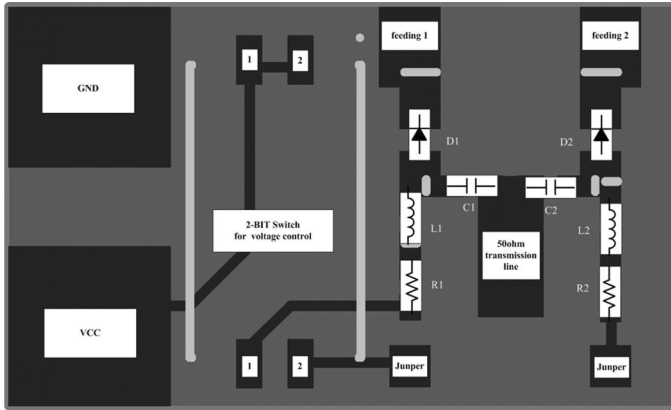 feeding 1
feeding 2
1
2
GND
D1
D2
C1
C2
2-BIT Switch
for voltage control
L1
50ohm
transmission
line
L2
R1
R2
VCC
1
2
Junper
Junper